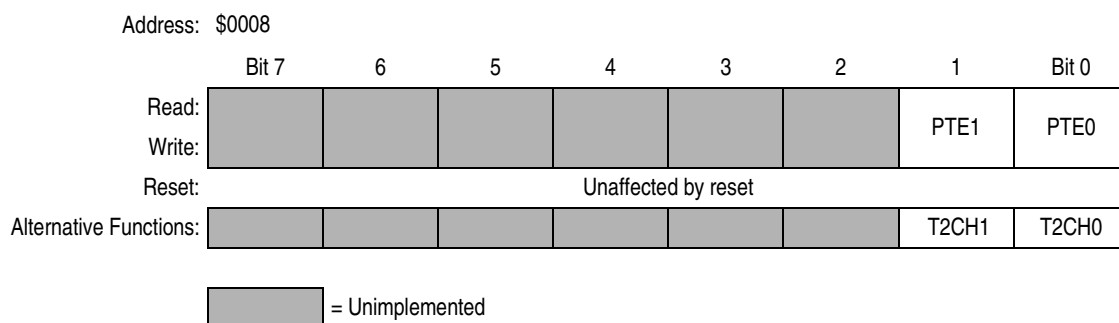 Address: $0008
Bit 7 6 5 4 3 2 1 Bit 0
Read:
PTE1 PTE0
Write:
Reset: Unaffected by reset
Alternative Functions: T2CH1 T2CH0
= Unimplemented